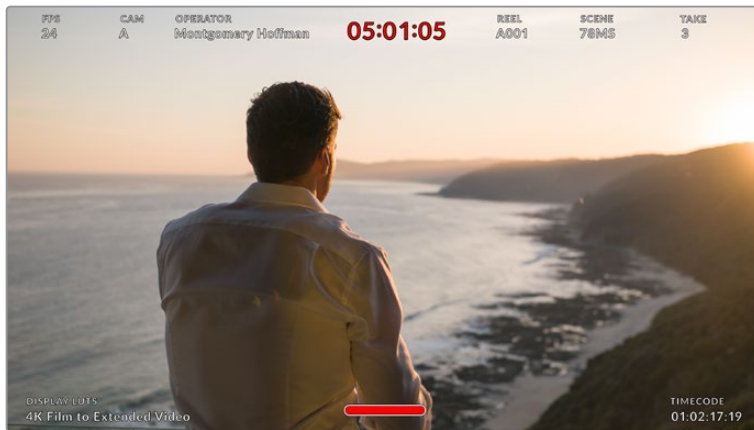 FPS
24
CAM
A
OPERATOR
Montgomery Hoffman
05:01:05
REEL
A001
SCENE
78MS
TAKE
3
DISPLAY LUTS
4K Film to Extended Video
TIMECODE
01:02:17:19